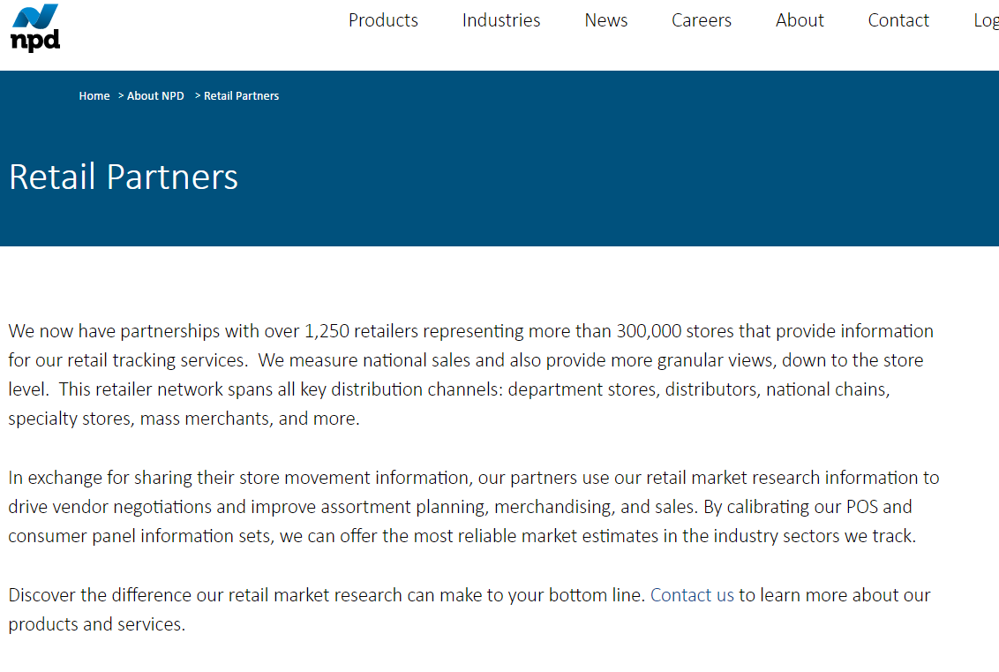 npd
Products Industries News Careers About Contact Log
Home > About NPD > Retail Partners
Retail Partners
We now have partnerships with over 1,250 retailers representing more than 300,000 stores that provide information
for our retail tracking services.  We measure national sales and also provide more granular views, down to the store
level.  This retailer network spans all key distribution channels: department stores, distributors, national chains,
specialty stores, mass merchants, and more.
In exchange for sharing their store movement information, our partners use our retail market research information to
drive vendor negotiations and improve assortment planning, merchandising, and sales. By calibrating our POS and
consumer panel information sets, we can offer the most reliable market estimates in the industry sectors we track.
Discover the difference our retail market research can make to your bottom line. Contact us to learn more about our
products and services.